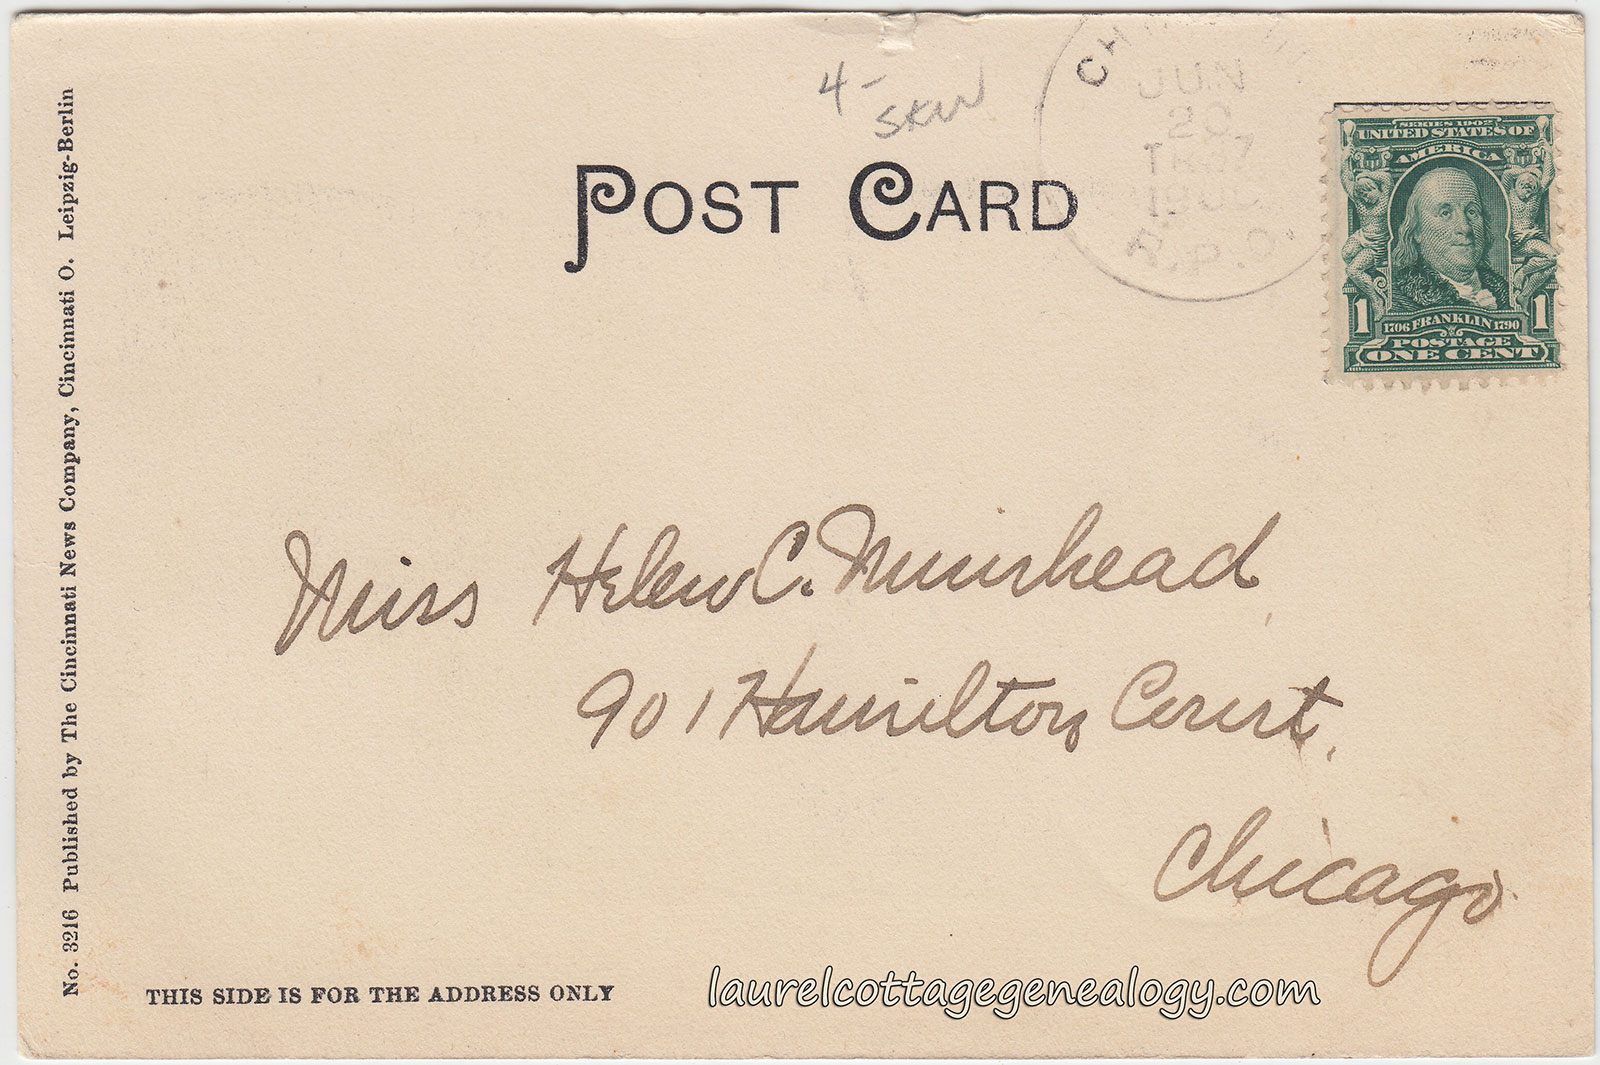 4-
SKW
POST CARD
CH
JUN
20
R.P.O.
SERIES 1902
UNITED STATES OF
AMERICA
1 1706 FRANKLIN 1790 1
POSTAGE
ONE CENT
Miss Helen C. Muirhead,
901 Hamilton Court,
Chicago
No. 3216 Published by The Cincinnati News Company, Cincinnati O. Leipzig-Berlin
THIS SIDE IS FOR THE ADDRESS ONLY
laurelcottagegenealogy.com